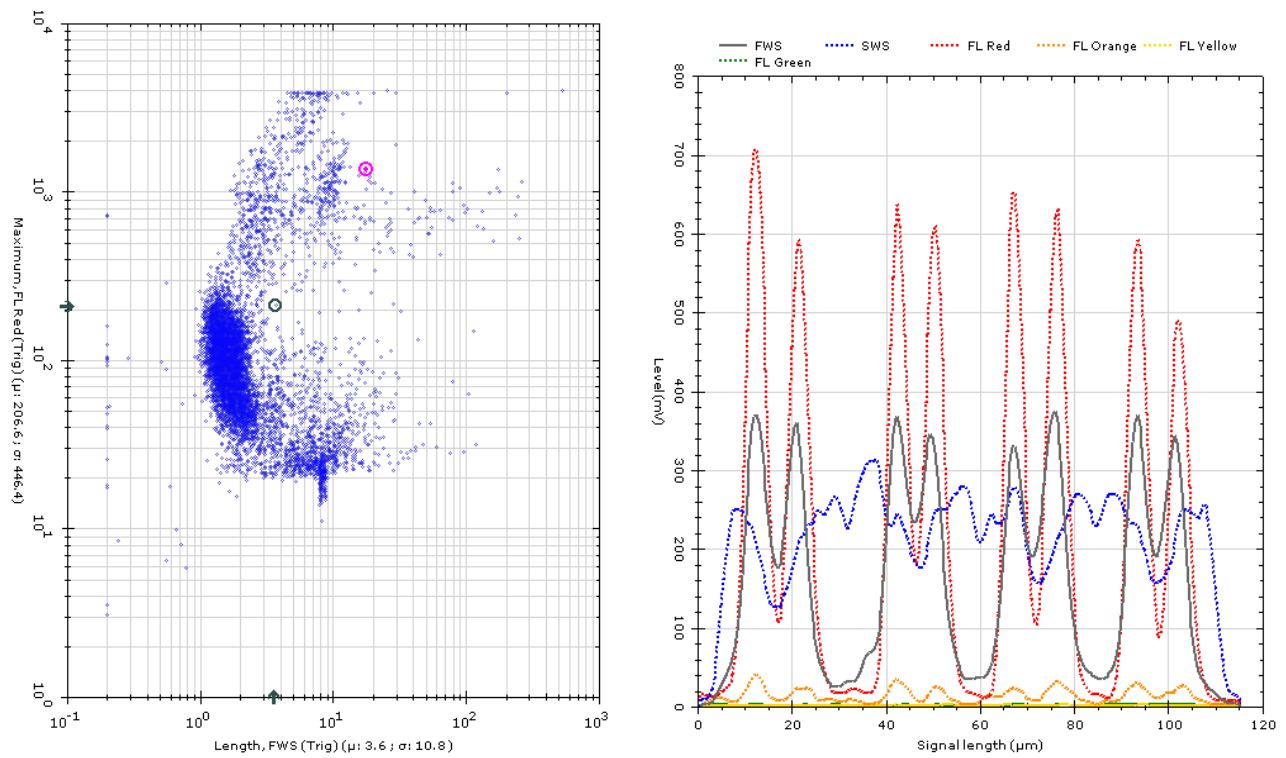 10^4
10^3
10^2
10^1
10^0
Maximum, FL Red (Trig) (μ: 206.6 ; σ: 446.4)
10^-1
10^0
10^1
10^2
10^3
Length, FWS (Trig) (μ: 3.6 ; σ: 10.8)
FWS
SWS
FL Red
FL Orange
FL Yellow
FL Green
800
700
600
500
400
300
200
100
0
Level (mV)
0
20
40
60
80
100
120
Signal length (μm)